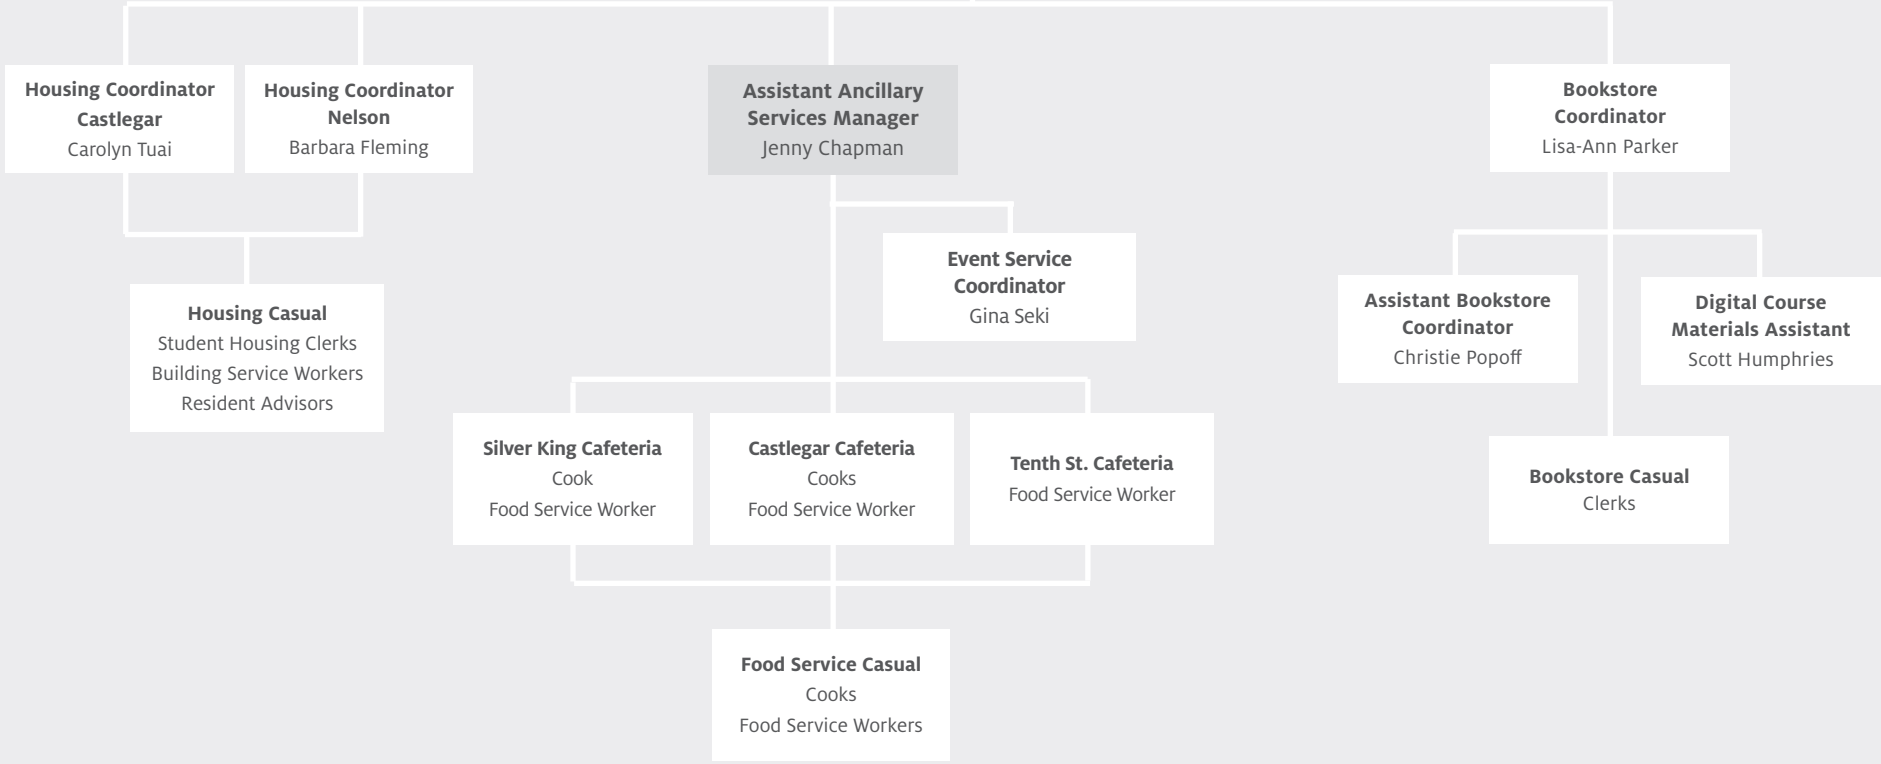 Housing Coordinator
Castlegar
Carolyn Tuai
Housing Coordinator
Nelson
Barbara Fleming
Assistant Ancillary
Services Manager
Jenny Chapman
Bookstore
Coordinator
Lisa-Ann Parker
Event Service
Coordinator
Gina Seki
Housing Casual
Student Housing Clerks
Building Service Workers
Resident Advisors
Assistant Bookstore
Coordinator
Christie Popoff
Digital Course
Materials Assistant
Scott Humphries
Silver King Cafeteria
Cook
Food Service Worker
Castlegar Cafeteria
Cooks
Food Service Worker
Tenth St. Cafeteria
Food Service Worker
Bookstore Casual
Clerks
Food Service Casual
Cooks
Food Service Workers